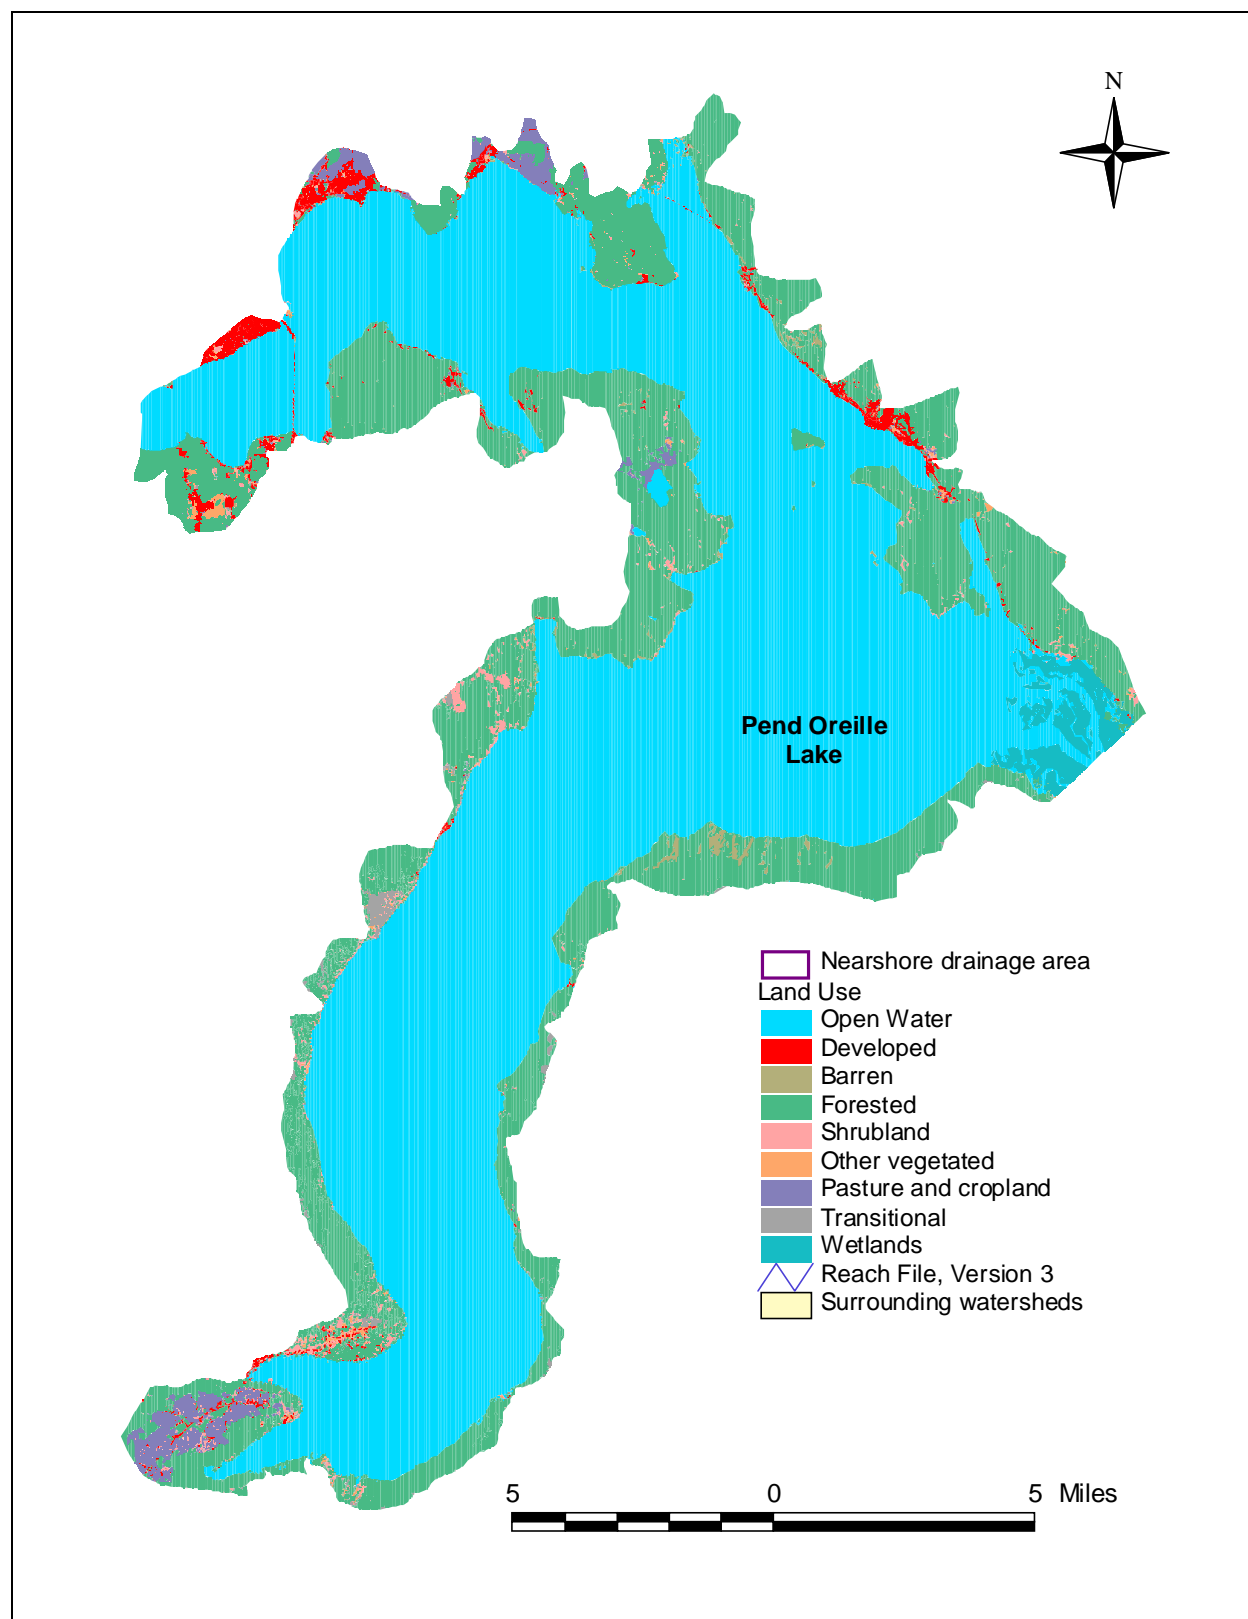 N
Pend Oreille
Lake
Nearshore drainage area
Land Use
Open Water
Developed
Barren
Forested
Shrubland
Other vegetated
Pasture and cropland
Transitional
Wetlands
Reach File, Version 3
Surrounding watersheds
5 0 5 Miles